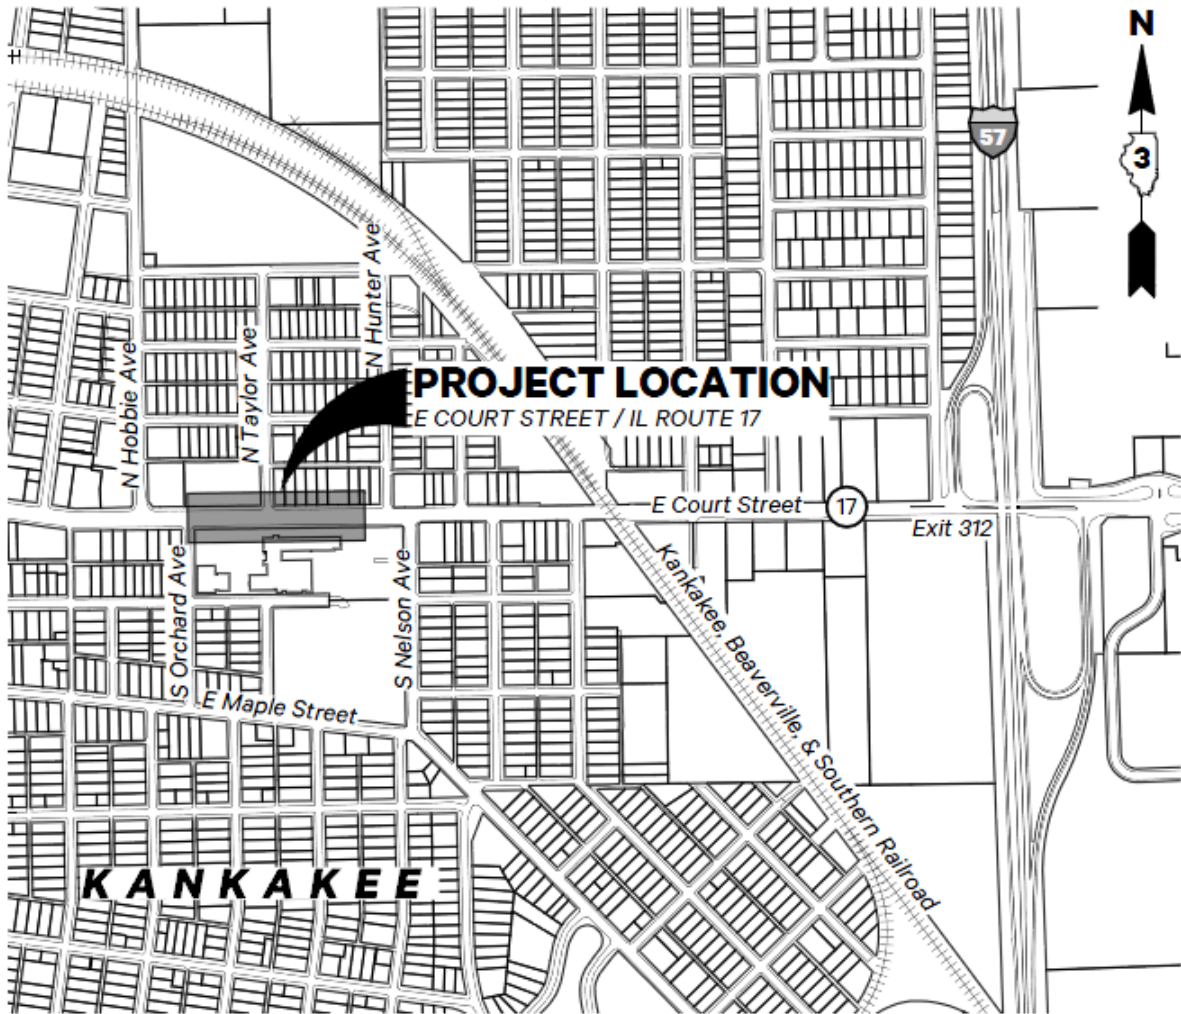 N
57
3
N Hunter Ave
N Taylor Ave
N Hobbie Ave
PROJECT LOCATION
E COURT STREET / IL ROUTE 17
E Court Street
17
Exit 312
S Orchard Ave
S Nelson Ave
Kankakee, Beaverville, & Southern Railroad
E Maple Street
KANKAKEE